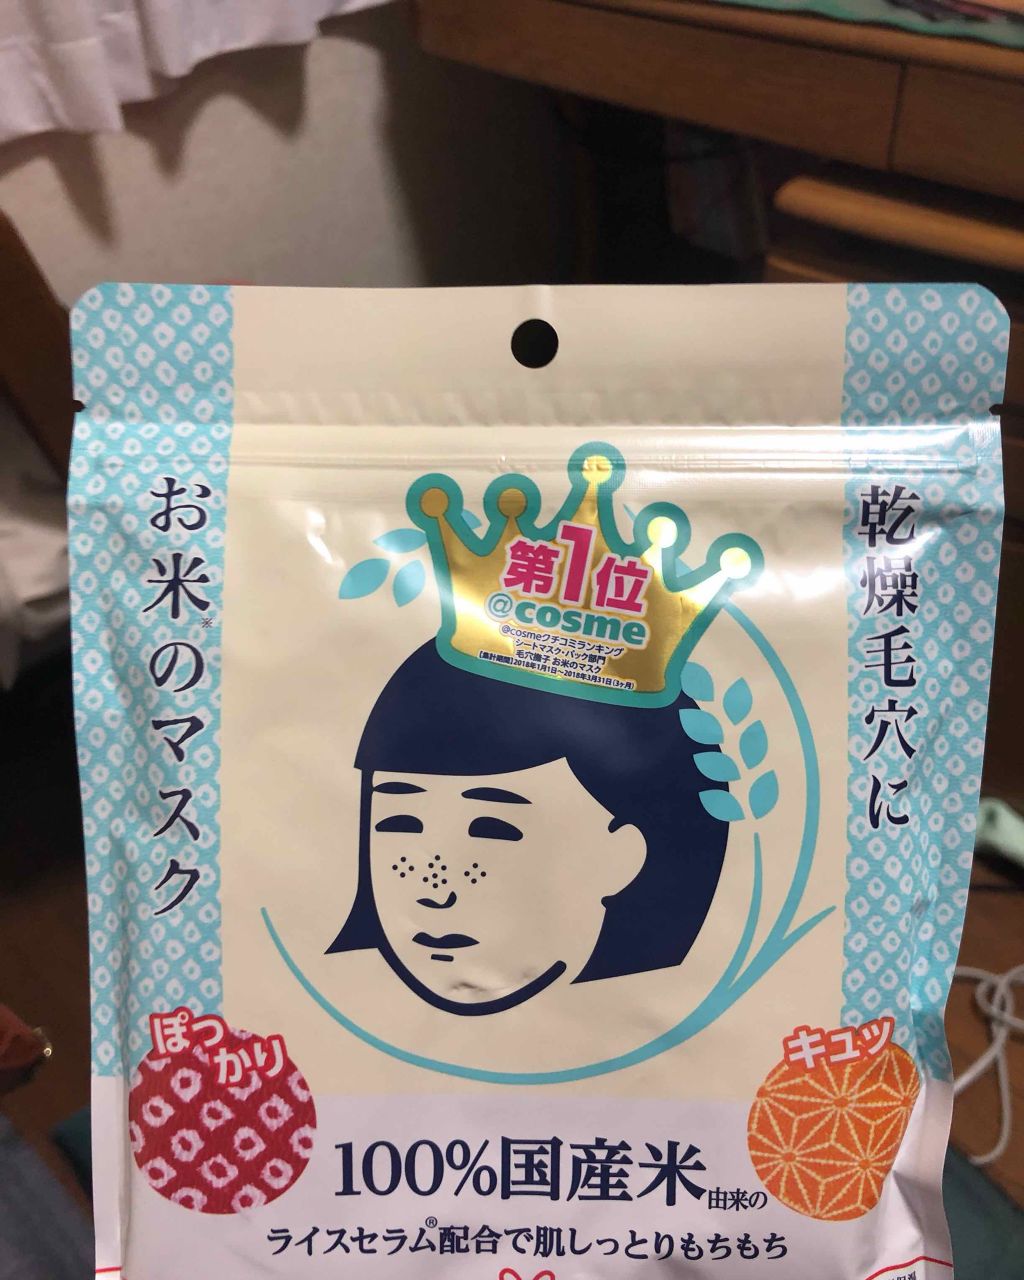 乾燥毛穴に
お米※のマスク
第1位
@cosme
@cosmeクチコミランキング
シートマスク・パック部門
毛穴撫子 お米のマスク
【集計期間】2018年1月1日~2018年3月31日(3ヶ月)
ぽっ
かり
キュッ
100%国産米由来の
ライスセラム®配合で肌しっとりもちもち